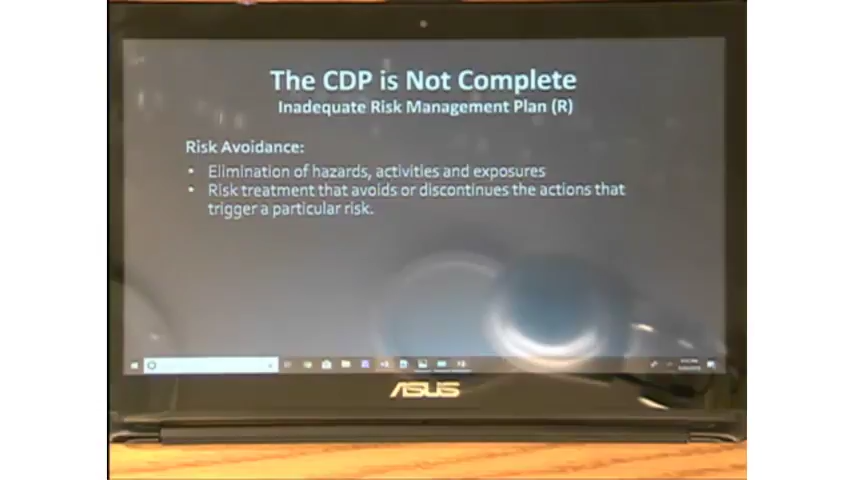 The CDP is Not Complete
Inadequate Risk Management Plan (R)
Risk Avoidance:
• Elimination of hazards, activities and exposures
• Risk treatment that avoids or discontinues the actions that
trigger a particular risk.
ASUS